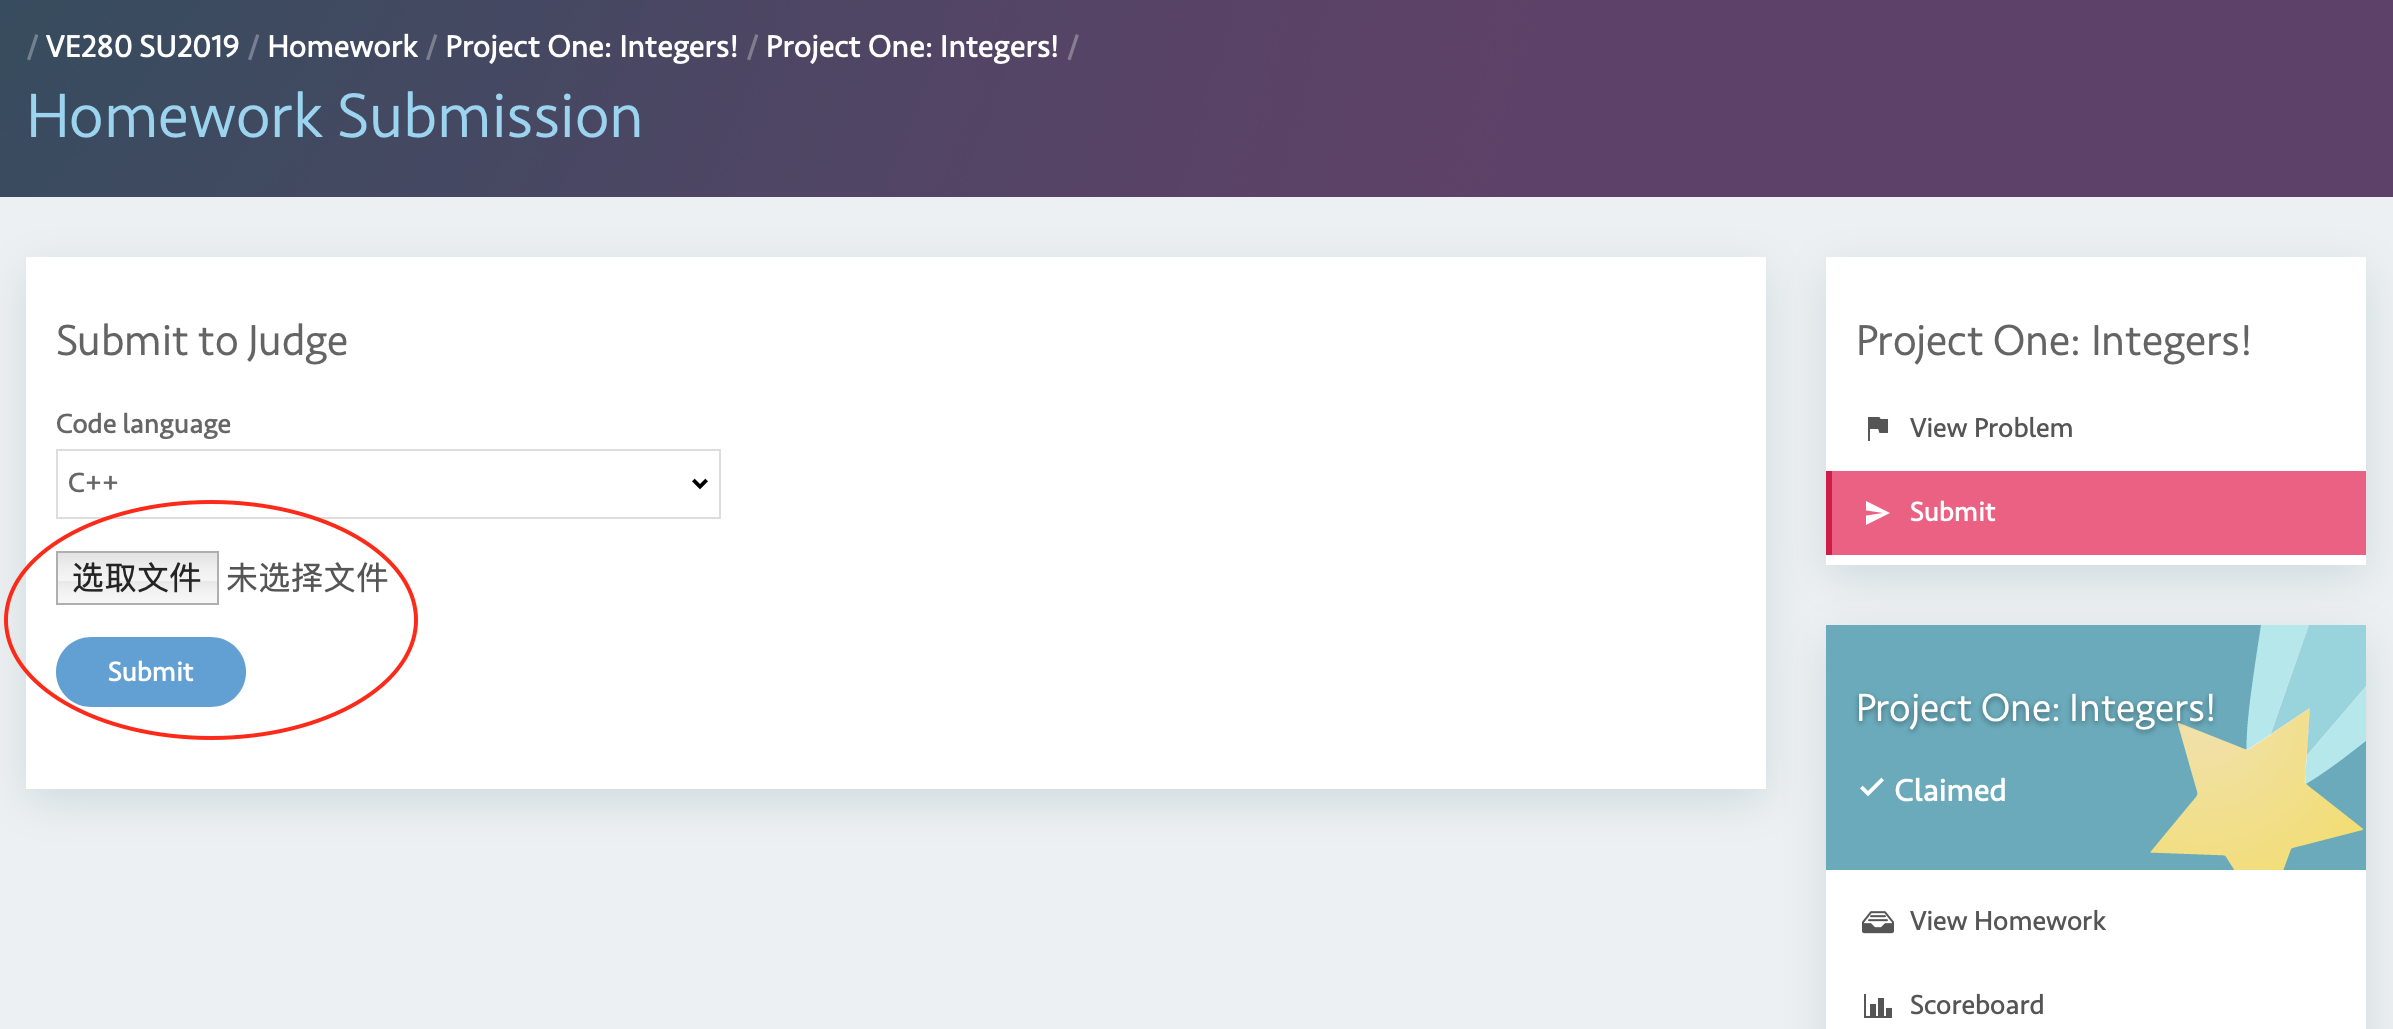 / VE280 SU2019 / Homework / Project One: Integers! / Project One: Integers! /
Homework Submission
Submit to Judge
Code language
C++
选取文件 未选择文件
Submit
Project One: Integers!
View Problem
Submit
Project One: Integers!
Claimed
View Homework
Scoreboard